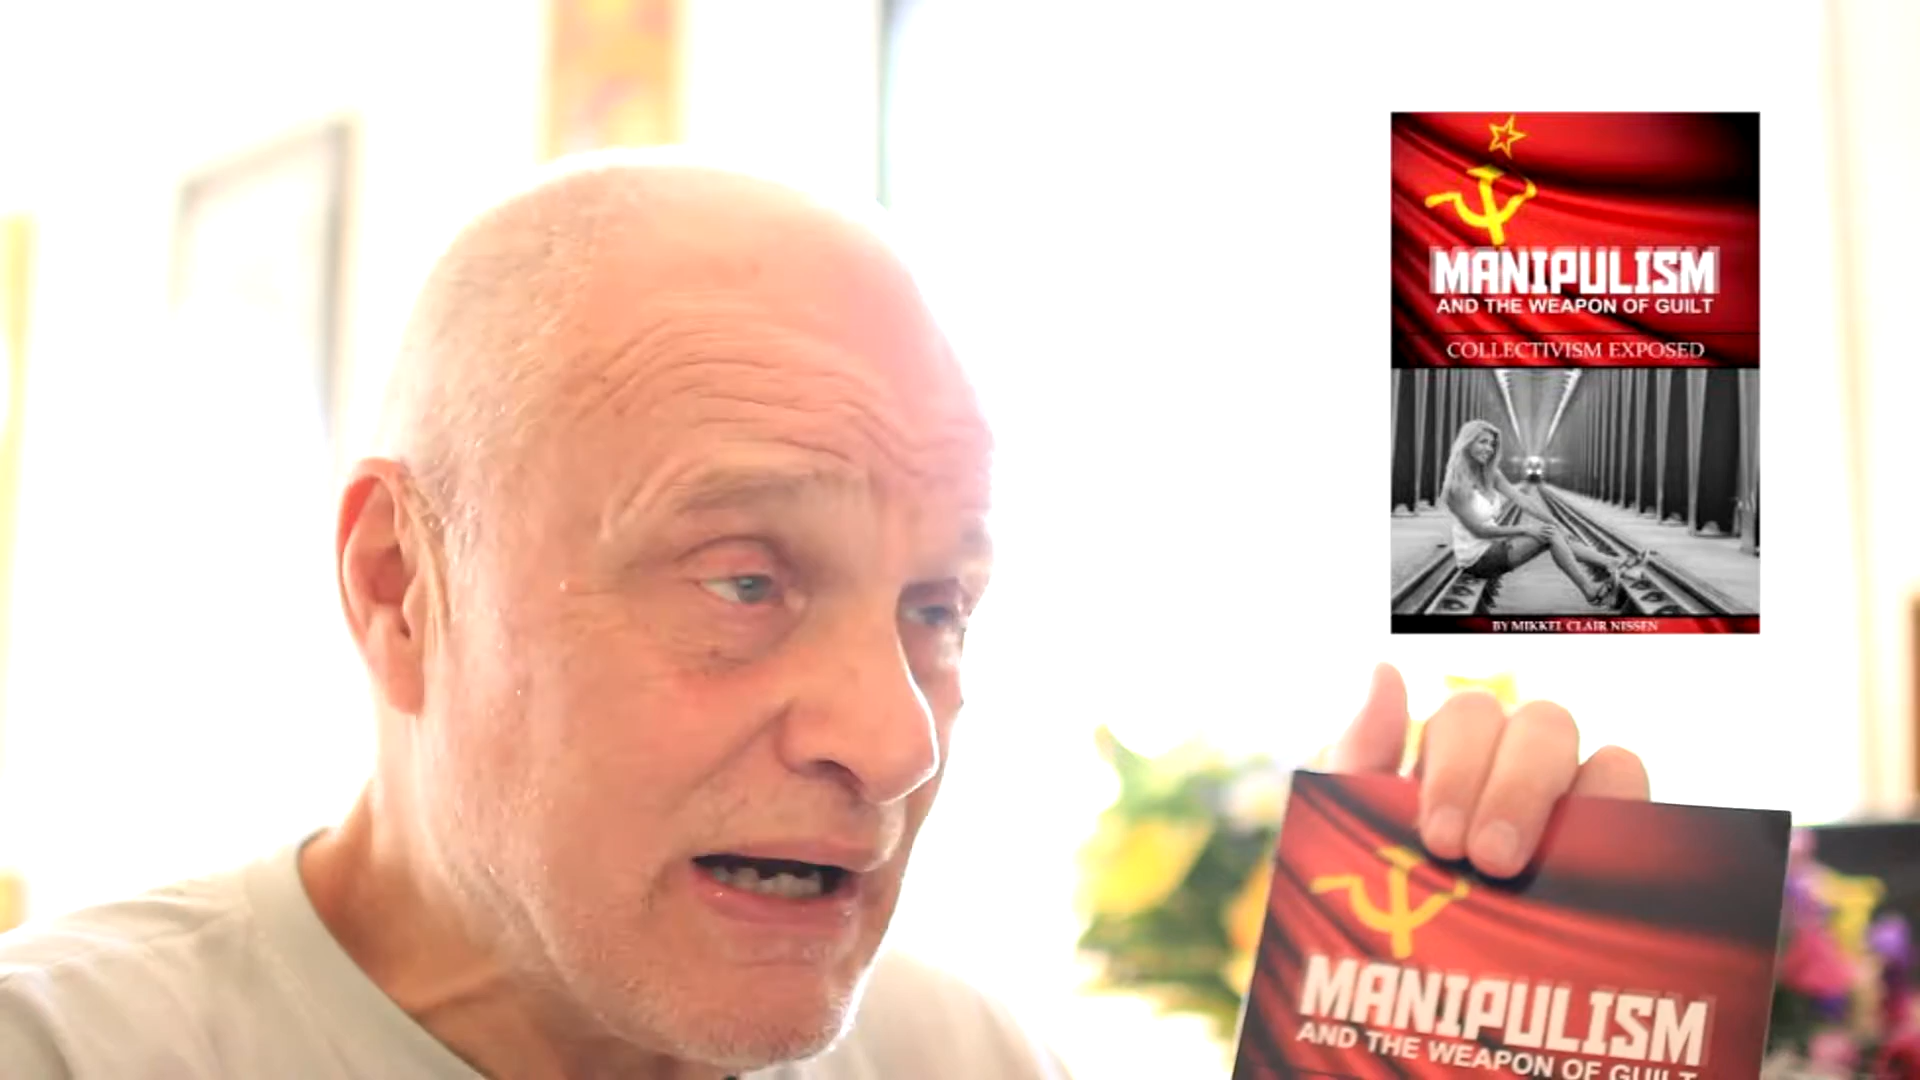 MANIPULISM
AND THE WEAPON OF GUILT
COLLECTIVISM EXPOSED
BY MIKKEL CLAIR NISSEN
MANIPULISM
AND THE WEAPON OF GUILT